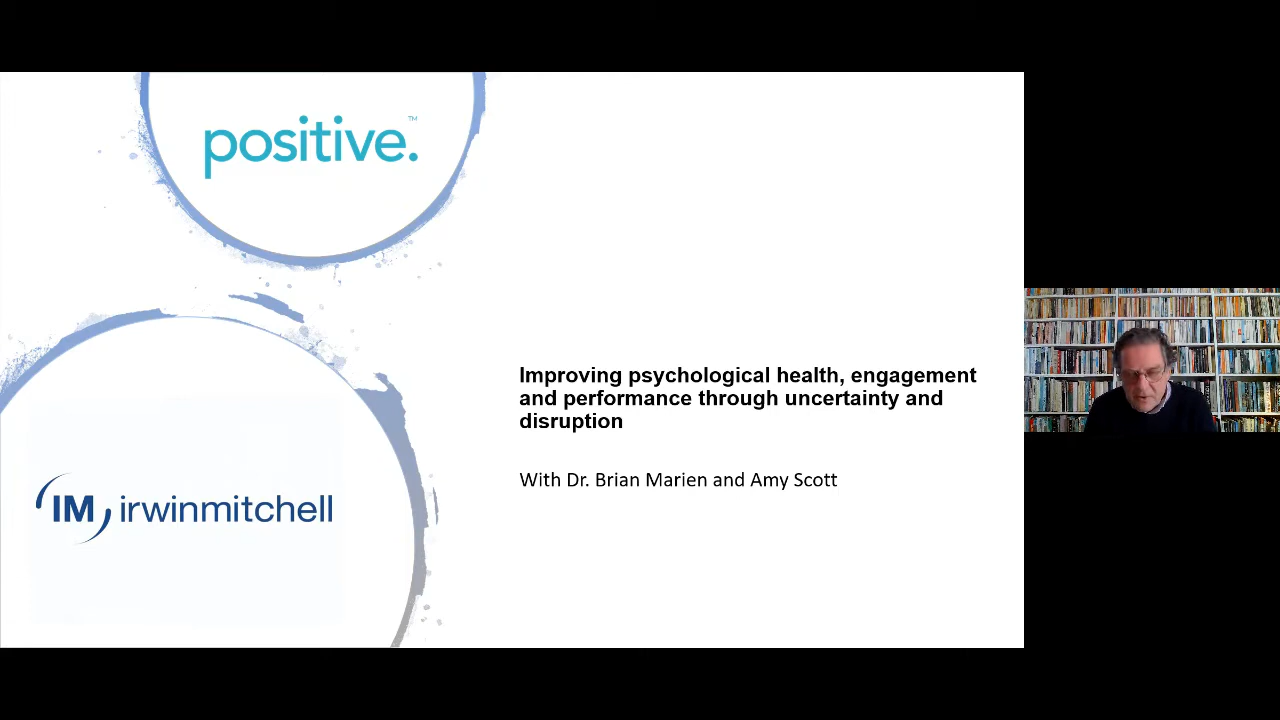 positive.™
Improving psychological health, engagement
and performance through uncertainty and
disruption
With Dr. Brian Marien and Amy Scott
IM irwinmitchell